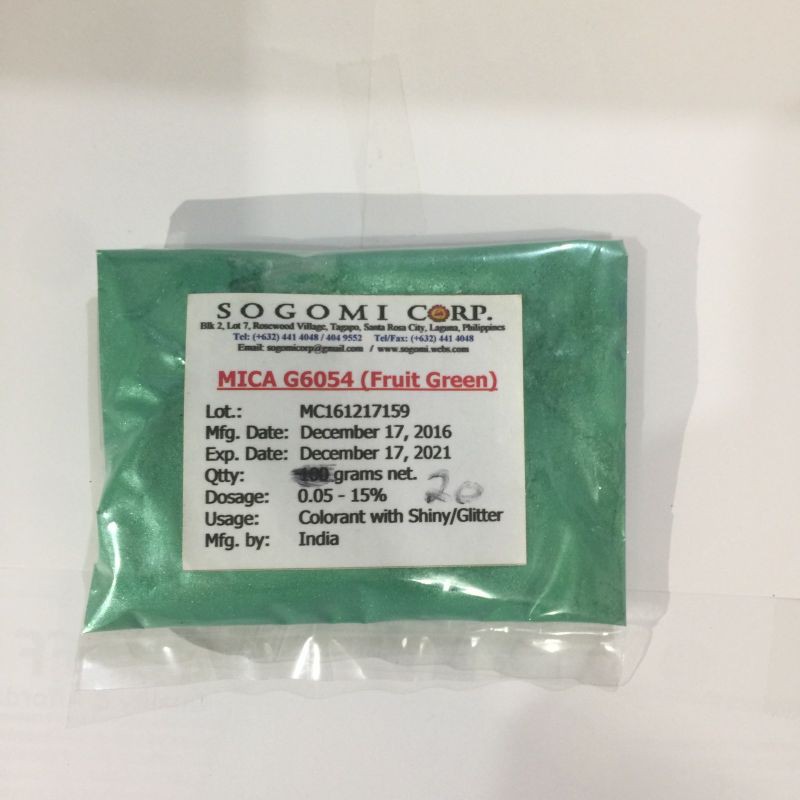 SOGOMI CORP.
Blk 2, Lot 7, Rosewood Village, Tagapo, Santa Rosa City, Laguna, Philippines
Tel: (+632) 441 4048 / 404 9552 Tel/Fax: (+632) 441 4048
Email: sogomicorp@gmail.com / www.sogomi.webs.com
MICA G6054 (Fruit Green)
Lot.: MC161217159
Mfg. Date: December 17, 2016
Exp. Date: December 17, 2021
Qtty: 100 grams net.
20
Dosage: 0.05 - 15%
Usage: Colorant with Shiny/Glitter
Mfg. by: India